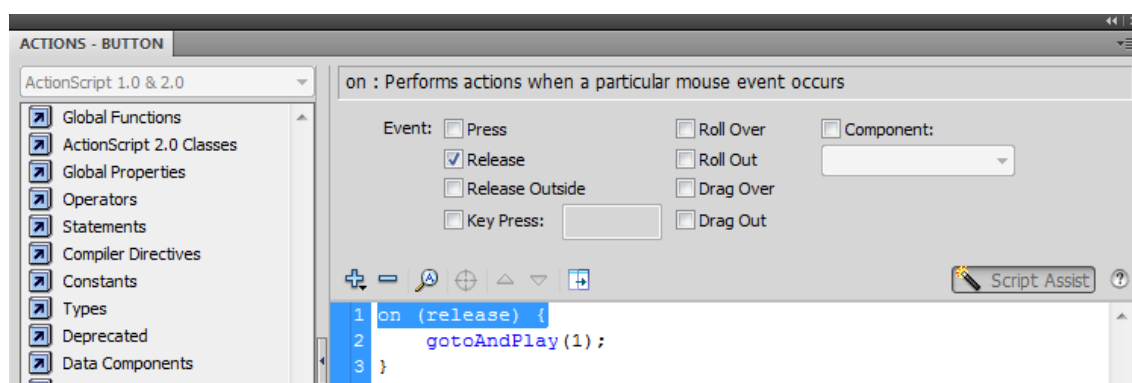 ACTIONS - BUTTON
ActionScript 1.0 & 2.0
Global Functions
ActionScript 2.0 Classes
Global Properties
Operators
Statements
Compiler Directives
Constants
Types
Deprecated
Data Components
on : Performs actions when a particular mouse event occurs
Event: Press Roll Over Component:
Release Roll Out
Release Outside Drag Over
Key Press: Drag Out
Script Assist ?
1 on (release) {
2 gotoAndPlay(1);
3 }